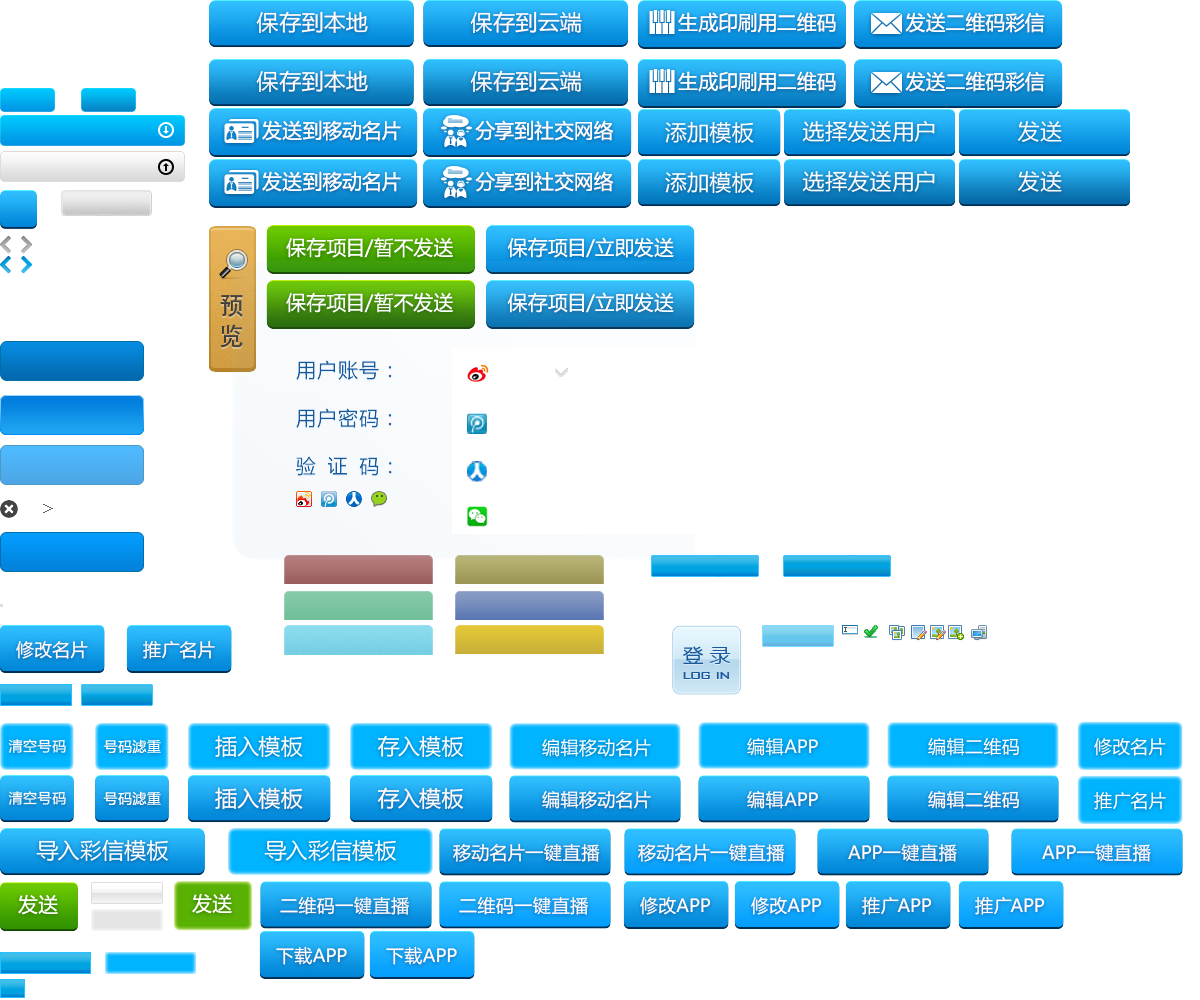 保存到本地
保存到云端
生成印刷用二维码
发送二维码彩信
保存到本地
保存到云端
生成印刷用二维码
发送二维码彩信
发送到移动名片
分享到社交网络
添加模板
选择发送用户
发送
发送到移动名片
分享到社交网络
添加模板
选择发送用户
发送
预览
保存项目/暂不发送
保存项目/立即发送
保存项目/暂不发送
保存项目/立即发送
用户账号：
用户密码：
验 证 码：
>
修改名片
推广名片
登 录
LOG IN
清空号码
号码滤重
插入模板
存入模板
编辑移动名片
编辑APP
编辑二维码
修改名片
清空号码
号码滤重
插入模板
存入模板
编辑移动名片
编辑APP
编辑二维码
推广名片
导入彩信模板
导入彩信模板
移动名片一键直播
移动名片一键直播
APP一键直播
APP一键直播
发送
发送
二维码一键直播
二维码一键直播
修改APP
修改APP
推广APP
推广APP
下载APP
下载APP